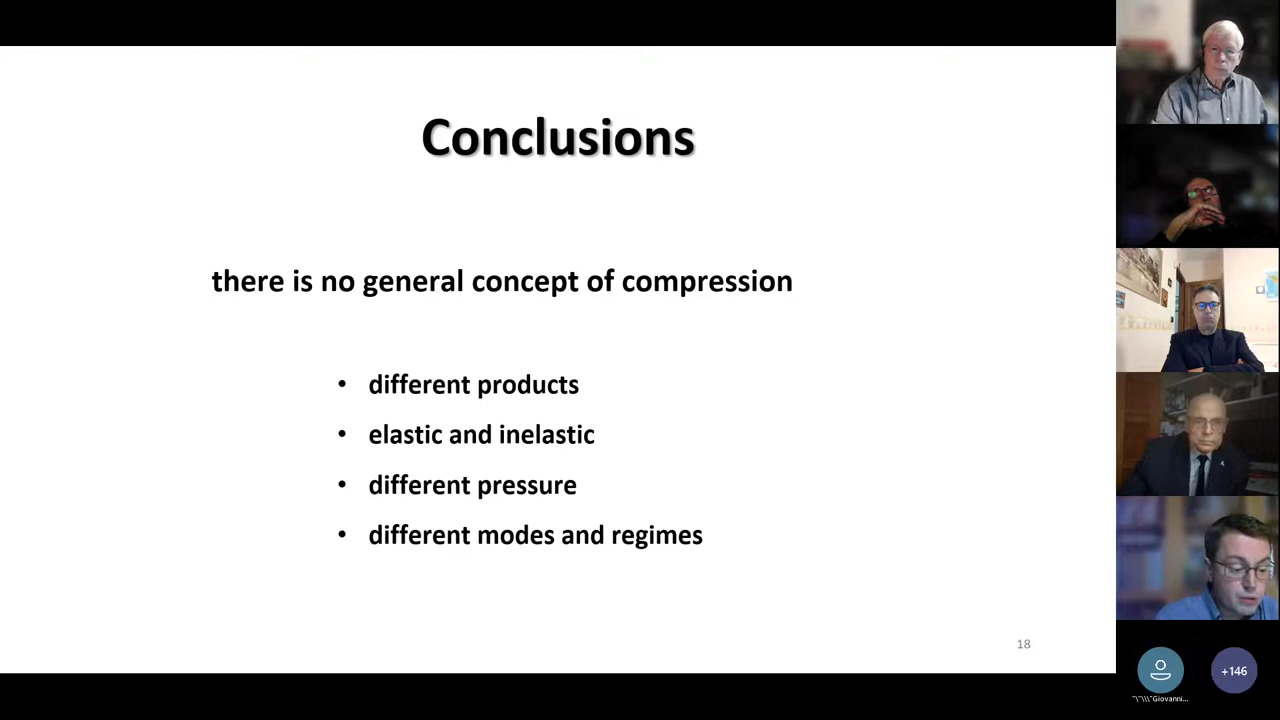 Conclusions
there is no general concept of compression
• different products
• elastic and inelastic
• different pressure
• different modes and regimes
18
+146
"\"\\\"Giovanni...